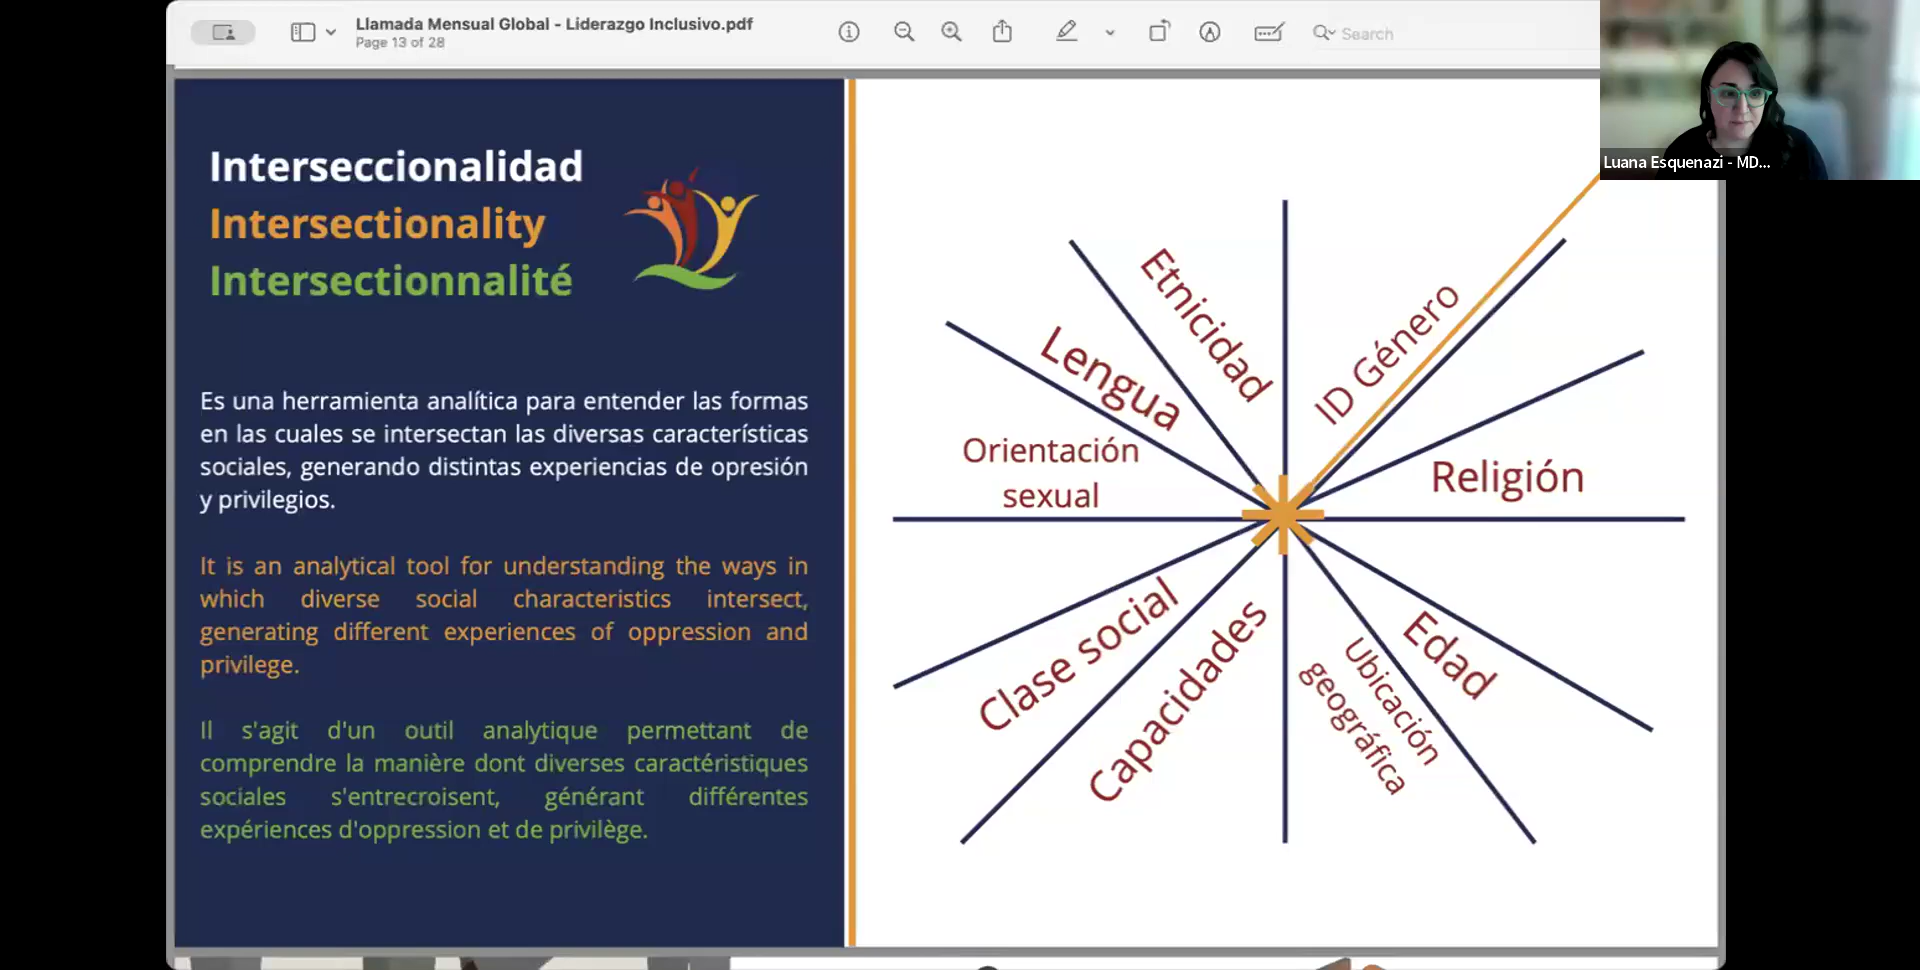 Llamada Mensual Global - Liderazgo Inclusivo.pdf
Page 13 of 28
Search
Luana Esquenazi - MD...
Interseccionalidad
Intersectionality
Intersectionnalité
Es una herramienta analítica para entender las formas
en las cuales se intersectan las diversas características
sociales, generando distintas experiencias de opresión
y privilegios.
It is an analytical tool for understanding the ways in
which diverse social characteristics intersect,
generating different experiences of oppression and
privilege.
Il s'agit d'un outil analytique permettant de
comprendre la manière dont diverses caractéristiques
sociales s'entrecroisent, générant différentes
expériences d'oppression et de privilège.
Etnicidad
ID Género
Lengua
Orientación
sexual
Religión
Clase social
Capacidades
Ubicación
geográfica
Edad